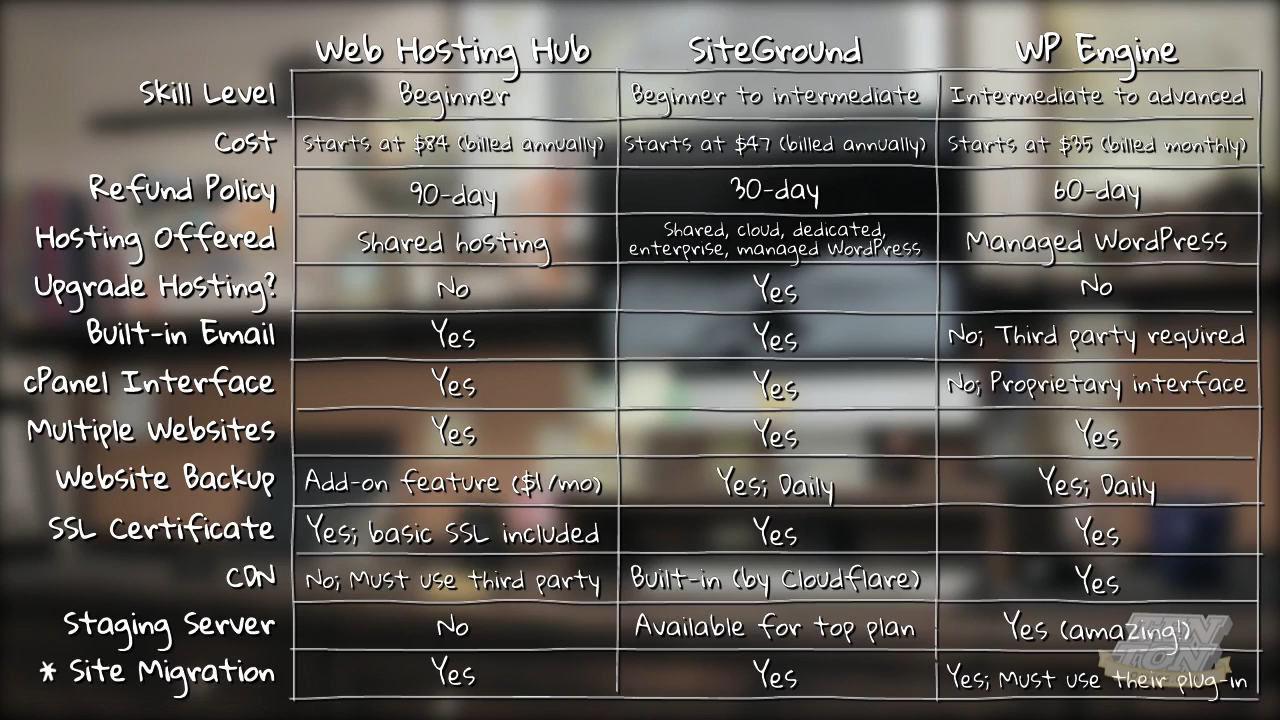 Web Hosting Hub SiteGround WP Engine
Skill Level Beginner Beginner to intermediate Intermediate to advanced
Cost Starts at $84 (billed annually) Starts at $47 (billed annually) Starts at $35 (billed monthly)
Refund Policy 90-day 30-day 60-day
Hosting Offered Shared hosting Shared, cloud, dedicated, Managed WordPress
enterprise, managed WordPress
Upgrade Hosting? No Yes No
Built-in Email Yes Yes No; Third party required
cPanel Interface Yes Yes No; Proprietary interface
Multiple Websites Yes Yes Yes
Website Backup Add-on feature ($1/mo) Yes; Daily Yes; Daily
SSL Certificate Yes; basic SSL included Yes Yes
CDN No; Must use third party Built-in (by Cloudflare) Yes
Staging Server No Available for top plan Yes (amazing!)
* Site Migration Yes Yes Yes; Must use their plug-in